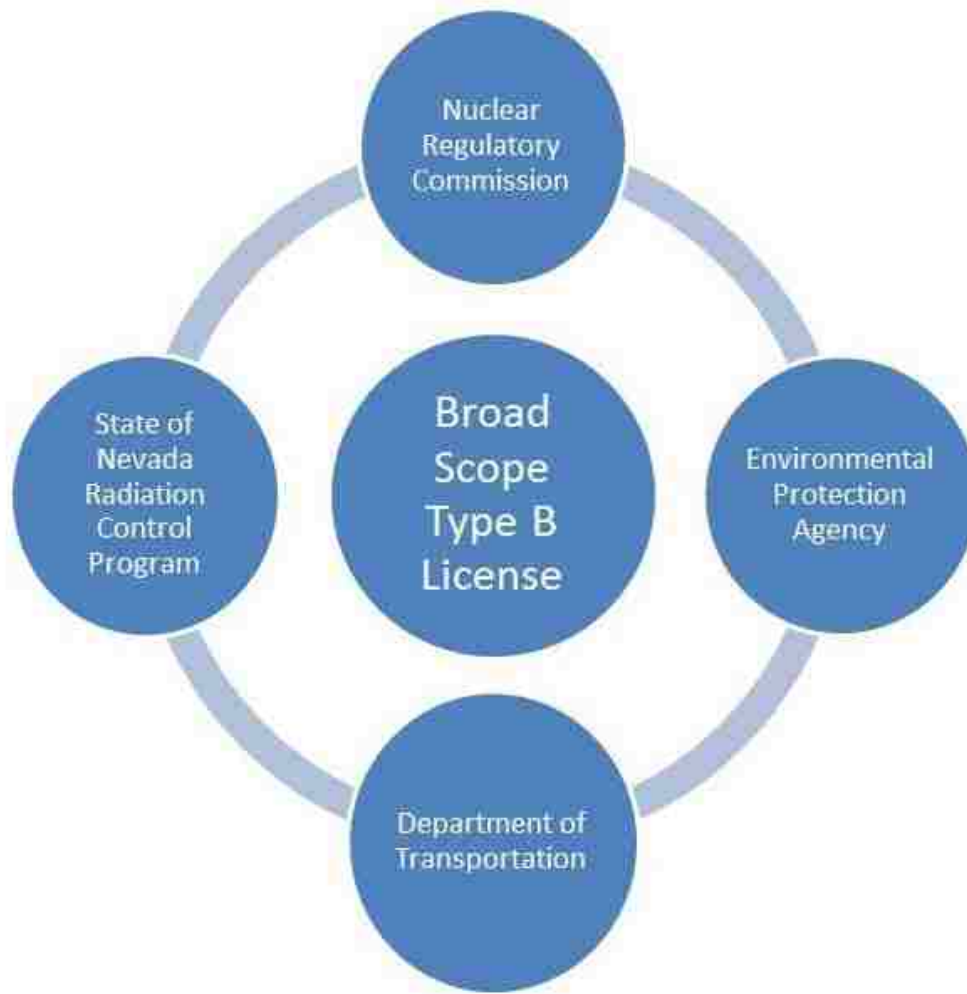 Nuclear
Regulatory
Commission
State of
Nevada
Radiation
Control
Program
Broad
Scope
Type B
License
Environmental
Protection
Agency
Department of
Transportation